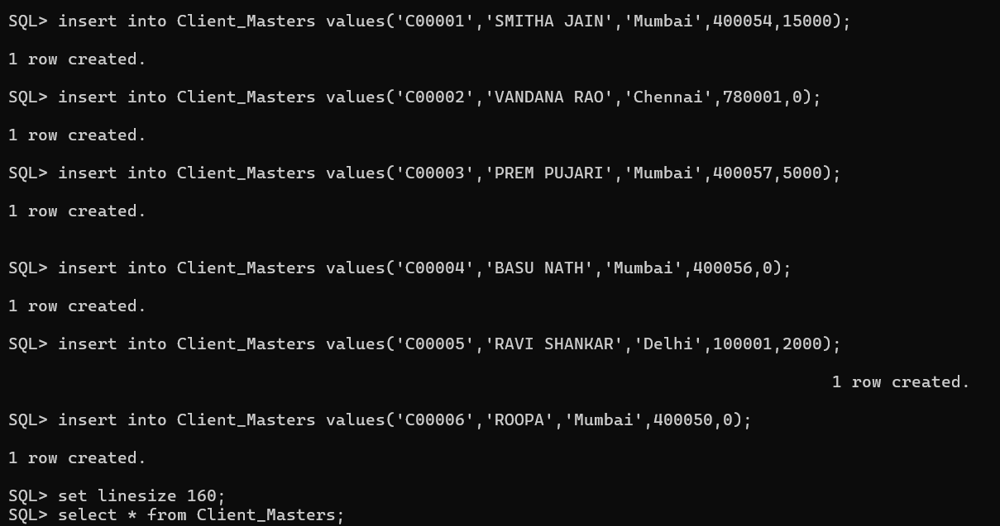 SQL> insert into Client_Masters values('C00001','SMITHA JAIN','Mumbai',400054,15000);
1 row created.
SQL> insert into Client_Masters values('C00002','VANDANA RAO','Chennai',780001,0);
1 row created.
SQL> insert into Client_Masters values('C00003','PREM PUJARI','Mumbai',400057,5000);
1 row created.
SQL> insert into Client_Masters values('C00004','BASU NATH','Mumbai',400056,0);
1 row created.
SQL> insert into Client_Masters values('C00005','RAVI SHANKAR','Delhi',100001,2000);
1 row created.
SQL> insert into Client_Masters values('C00006','ROOPA','Mumbai',400050,0);
1 row created.
SQL> set linesize 160;
SQL> select * from Client_Masters;